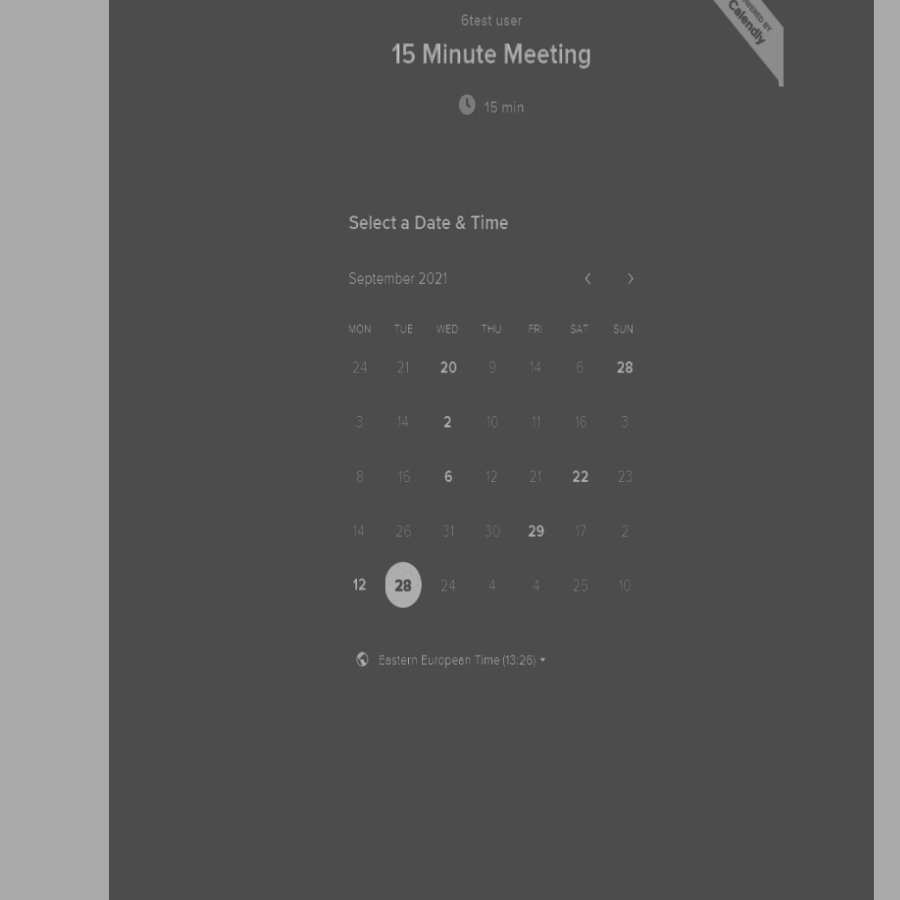 6test user
POWERED BY
Calendly
15 Minute Meeting
15 min
Select a Date & Time
September 2021
MON TUE WED THU FRI SAT SUN
24 21 20 9 14 6 28
3 14 2 10 11 16 3
8 16 6 12 21 22 23
14 26 31 30 29 17 2
12 28 24 4 4 25 10
Eastern European Time (13:26)